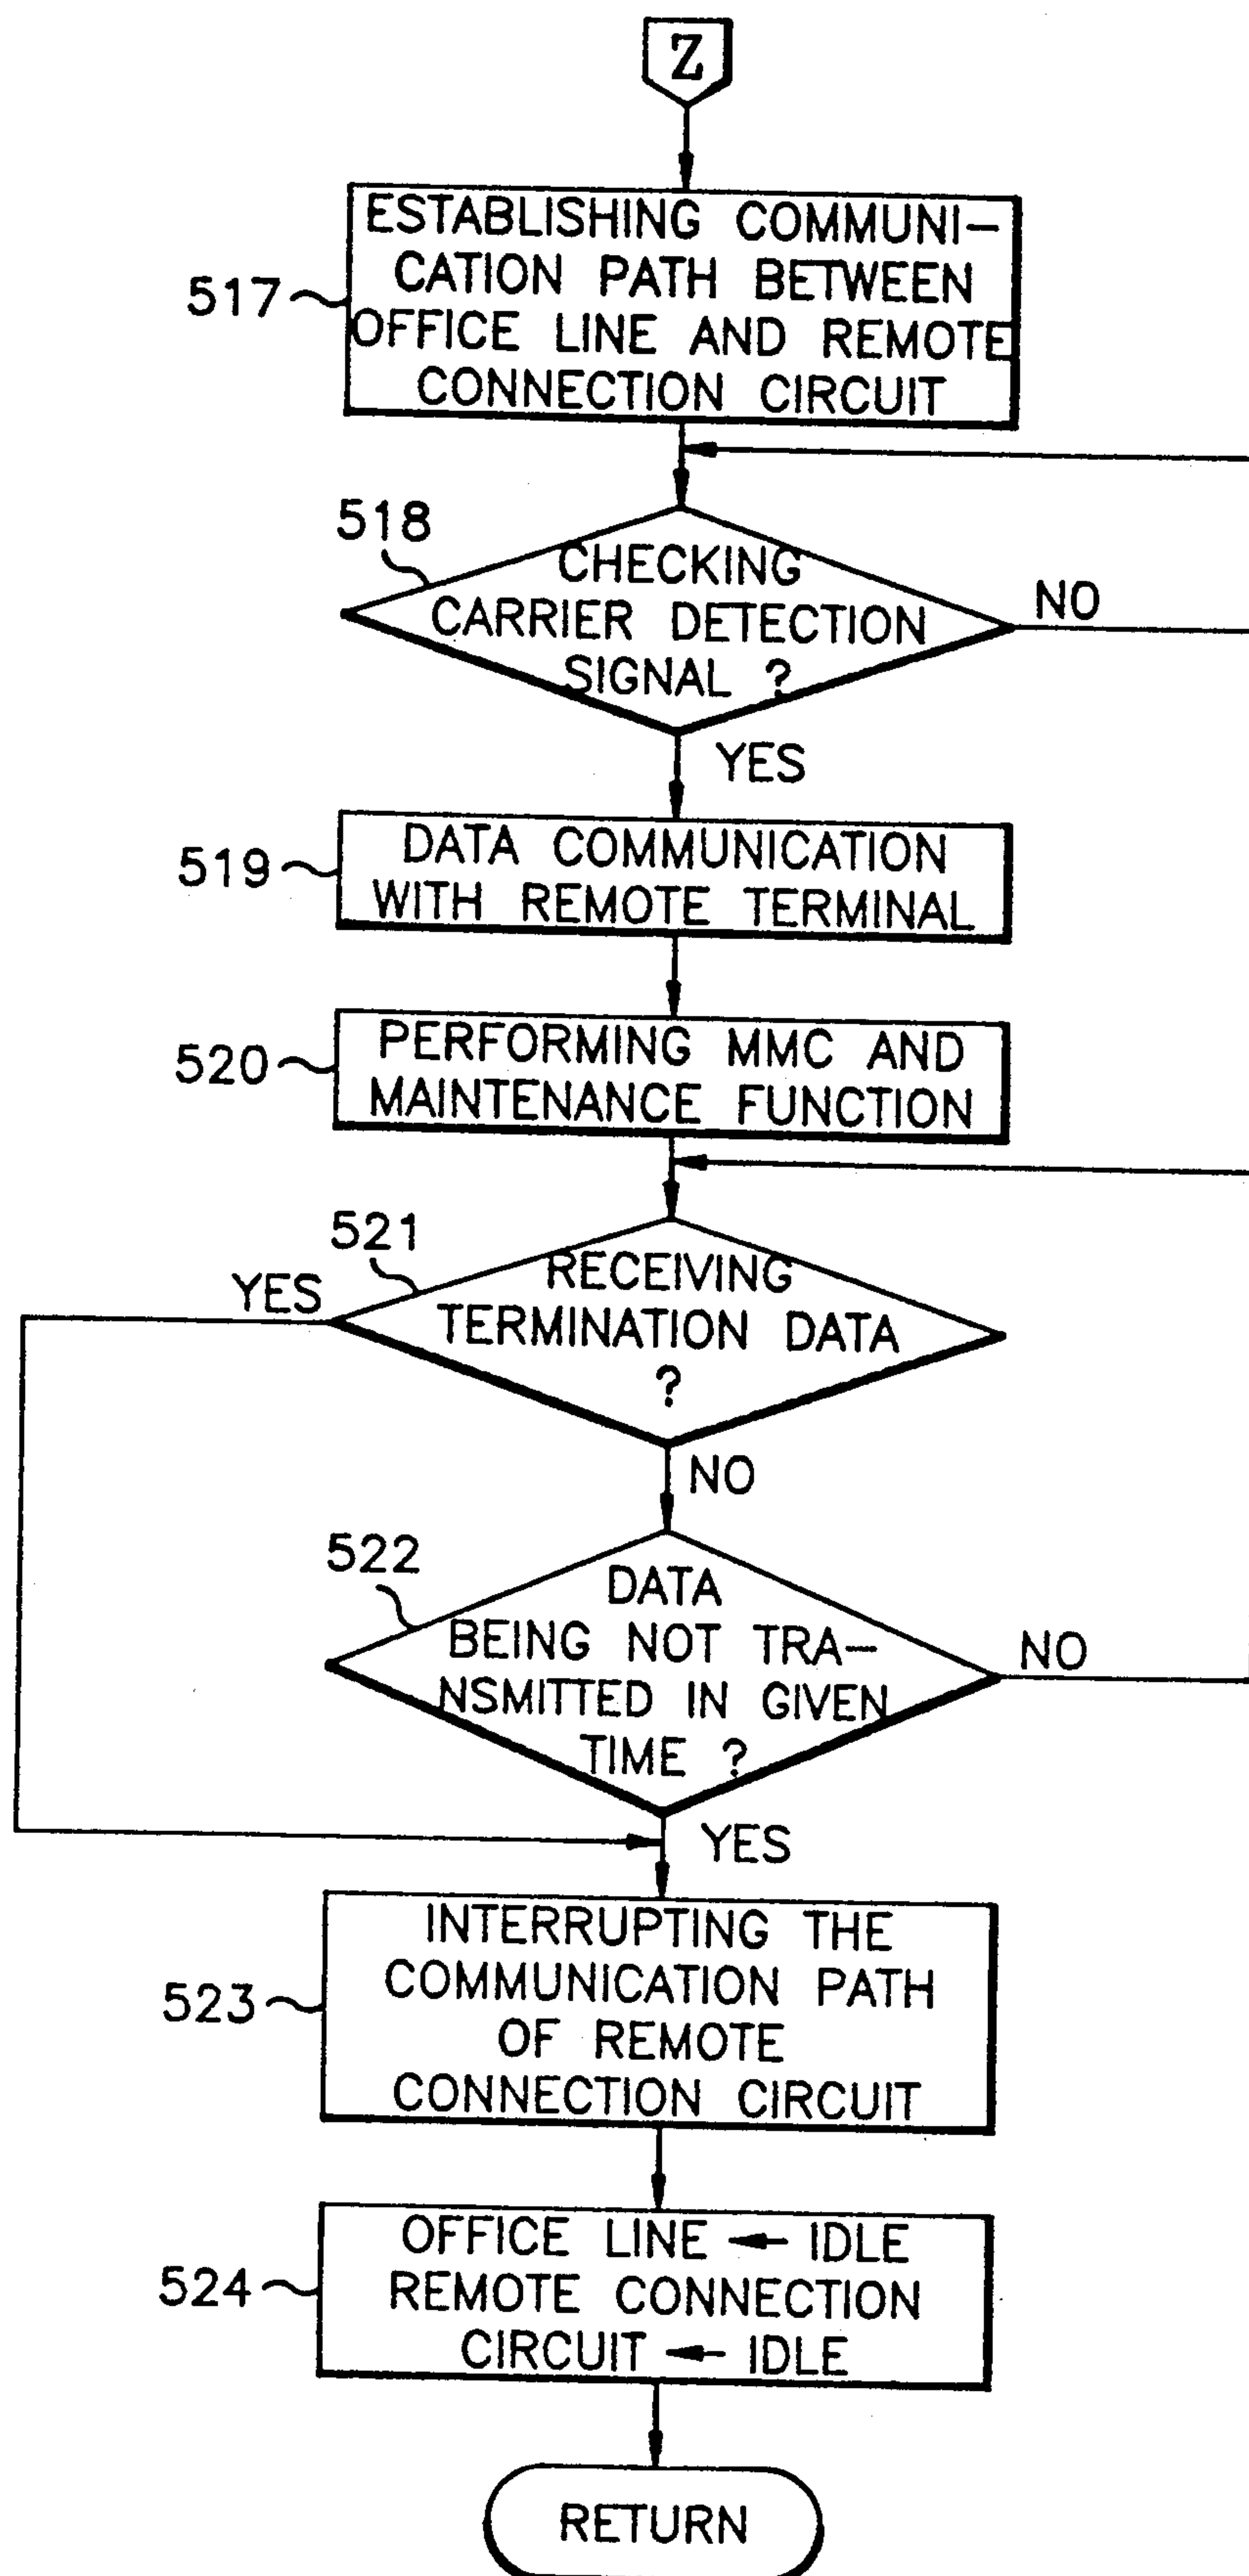 Z
ESTABLISHING COMMUNI-
CATION PATH BETWEEN
OFFICE LINE AND REMOTE
CONNECTION CIRCUIT
517
518
CHECKING
CARRIER DETECTION
SIGNAL ?
NO
YES
519
DATA COMMUNICATION
WITH REMOTE TERMINAL
520
PERFORMING MMC AND
MAINTENANCE FUNCTION
521
YES
RECEIVING
TERMINATION DATA
?
NO
522
DATA
BEING NOT TRA-
NSMITTED IN GIVEN
TIME ?
NO
YES
523
INTERRUPTING THE
COMMUNICATION PATH
OF REMOTE
CONNECTION CIRCUIT
524
OFFICE LINE ← IDLE
REMOTE CONNECTION
CIRCUIT ← IDLE
RETURN